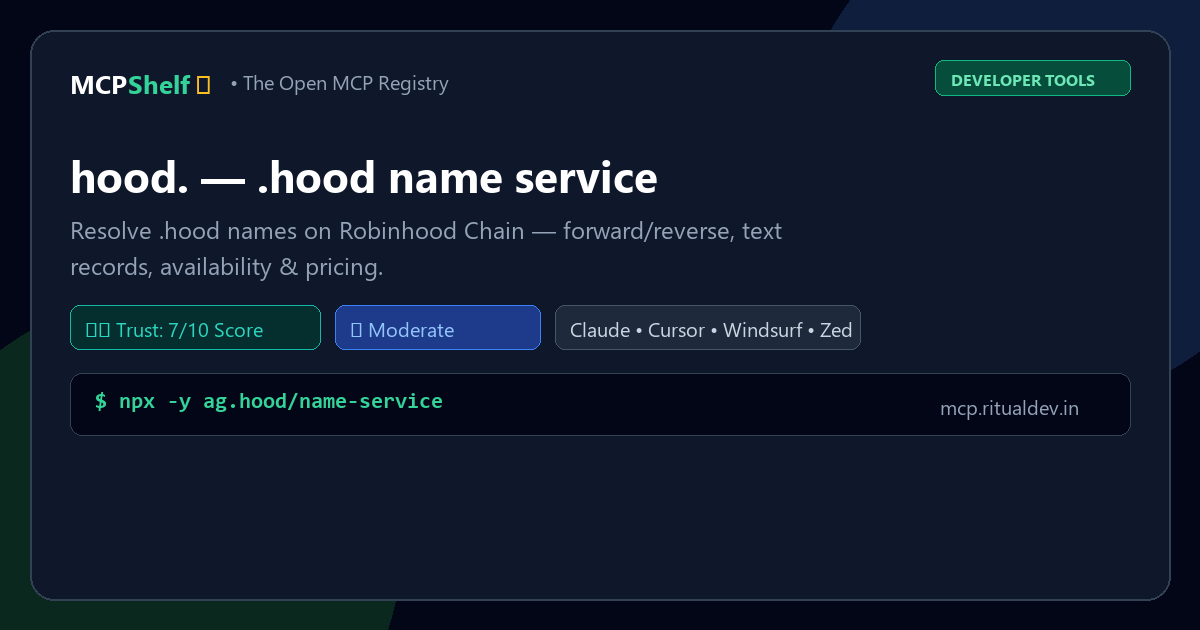 MCPShelf • The Open MCP Registry
DEVELOPER TOOLS
hood. — .hood name service
Resolve .hood names on Robinhood Chain — forward/reverse, text
records, availability & pricing.
Trust: 7/10 Score
Moderate
Claude • Cursor • Windsurf • Zed
$ npx -y ag.hood/name-service
mcp.ritualdev.in